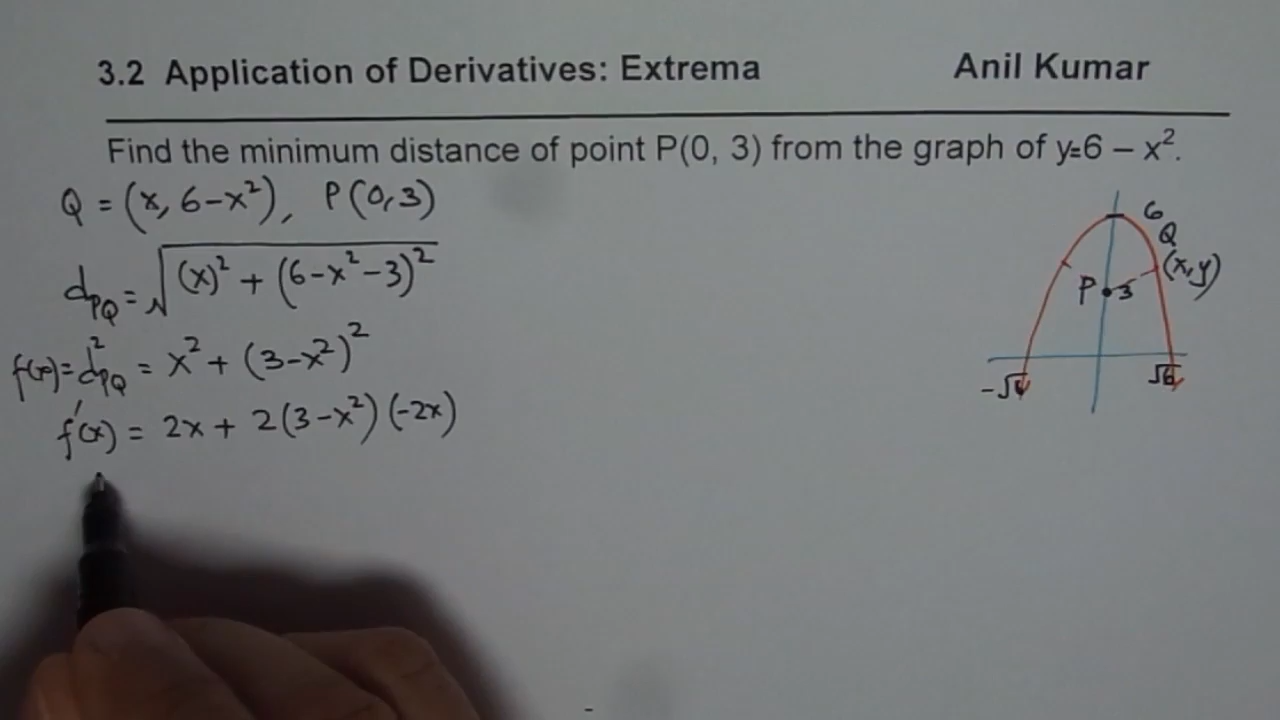 3.2 Application of Derivatives: Extrema Anil Kumar
Find the minimum distance of point P(0, 3) from the graph of y=6 – x².
Q = (x, 6-x²), P(0,3)
d_PQ = √((x)² + (6-x²-3)²)
f(x) = d²_PQ = x² + (3-x²)²
f'(x) = 2x + 2(3-x²)(-2x)
6
Q
(x,y)
P 3
√6